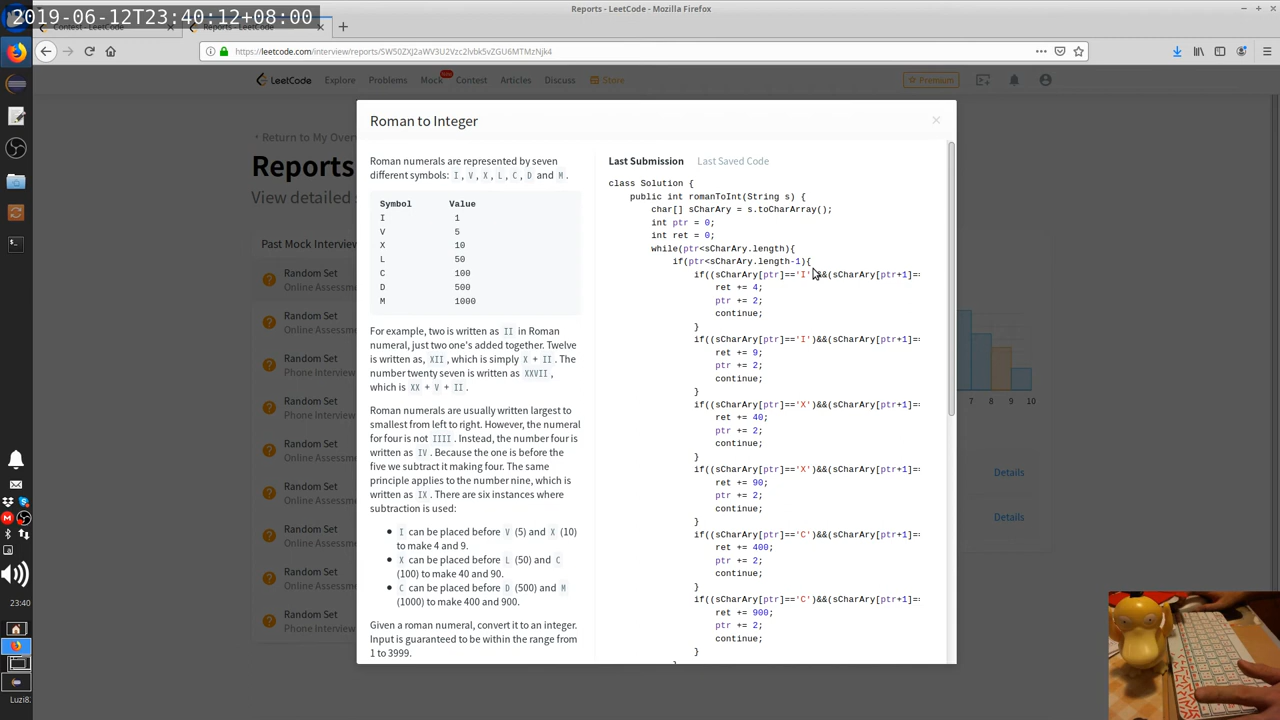 2019-06-12T23:40:12+08:00
Reports - LeetCode - Mozilla Firefox
Contest - LeetCode
Reports - LeetCode
https://leetcode.com/interview/reports/SW50ZXJ2aWV3U2Vzc2lvbk5vZGU6MTMzNjk4
LeetCode
Explore
Problems
Mock
New
Contest
Articles
Discuss
Store
Premium
Return to My Over
Reports
View detailed s
Past Mock Interview
Random Set
Online Assessm
Random Set
Online Assessm
Random Set
Phone Interview
Random Set
Phone Interview
Random Set
Online Assessm
Random Set
Online Assessm
Random Set
Online Assessm
Random Set
Online Assessm
Random Set
Phone Interview
7 8 9 10
Details
Details
Roman to Integer
Roman numerals are represented by seven
different symbols: I, V, X, L, C, D and M.
Symbol Value
I 1
V 5
X 10
L 50
C 100
D 500
M 1000
For example, two is written as II in Roman
numeral, just two one's added together. Twelve
is written as, XII, which is simply X + II. The
number twenty seven is written as XXVII,
which is XX + V + II.
Roman numerals are usually written largest to
smallest from left to right. However, the numeral
for four is not IIII. Instead, the number four is
written as IV. Because the one is before the
five we subtract it making four. The same
principle applies to the number nine, which is
written as IX. There are six instances where
subtraction is used:
• I can be placed before V (5) and X (10)
to make 4 and 9.
• X can be placed before L (50) and C
(100) to make 40 and 90.
• C can be placed before D (500) and M
(1000) to make 400 and 900.
Given a roman numeral, convert it to an integer.
Input is guaranteed to be within the range from
1 to 3999.
Last Submission
Last Saved Code
class Solution {
public int romanToInt(String s) {
char[] sCharAry = s.toCharArray();
int ptr = 0;
int ret = 0;
while(ptr<sCharAry.length){
if(ptr<sCharAry.length-1){
if((sCharAry[ptr]=='I')&&(sCharAry[ptr+1]==
ret += 4;
ptr += 2;
continue;
}
if((sCharAry[ptr]=='I')&&(sCharAry[ptr+1]==
ret += 9;
ptr += 2;
continue;
}
if((sCharAry[ptr]=='X')&&(sCharAry[ptr+1]==
ret += 40;
ptr += 2;
continue;
}
if((sCharAry[ptr]=='X')&&(sCharAry[ptr+1]==
ret += 90;
ptr += 2;
continue;
}
if((sCharAry[ptr]=='C')&&(sCharAry[ptr+1]==
ret += 400;
ptr += 2;
continue;
}
if((sCharAry[ptr]=='C')&&(sCharAry[ptr+1]==
ret += 900;
ptr += 2;
continue;
}
23:40
Luzi8